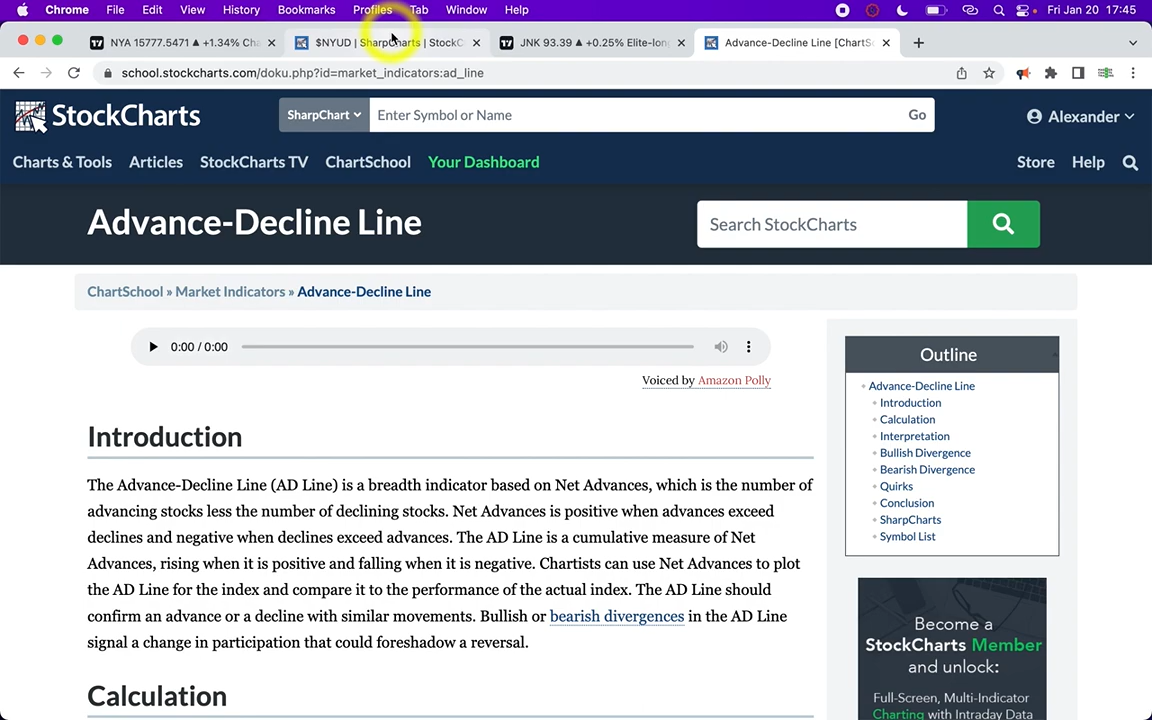 Chrome File Edit View History Bookmarks Profiles Tab Window Help Fri Jan 20 17:45
NYA 15777.5471 ▲ +1.34% Cha
$NYUD | SharpCharts | StockC
JNK 93.39 ▲ +0.25% Elite-long
Advance-Decline Line [ChartS
school.stockcharts.com/doku.php?id=market_indicators:ad_line
StockCharts
SharpChart
Enter Symbol or Name
Go
Alexander
Charts & Tools Articles StockCharts TV ChartSchool Your Dashboard
Store Help
Advance-Decline Line
Search StockCharts
ChartSchool » Market Indicators » Advance-Decline Line
0:00 / 0:00
Voiced by Amazon Polly
Introduction
The Advance-Decline Line (AD Line) is a breadth indicator based on Net Advances, which is the number of
advancing stocks less the number of declining stocks. Net Advances is positive when advances exceed
declines and negative when declines exceed advances. The AD Line is a cumulative measure of Net
Advances, rising when it is positive and falling when it is negative. Chartists can use Net Advances to plot
the AD Line for the index and compare it to the performance of the actual index. The AD Line should
confirm an advance or a decline with similar movements. Bullish or bearish divergences in the AD Line
signal a change in participation that could foreshadow a reversal.
Calculation
Outline
Advance-Decline Line
Introduction
Calculation
Interpretation
Bullish Divergence
Bearish Divergence
Quirks
Conclusion
SharpCharts
Symbol List
Become a
StockCharts Member
and unlock:
Full-Screen, Multi-Indicator
Charting with Intraday Data